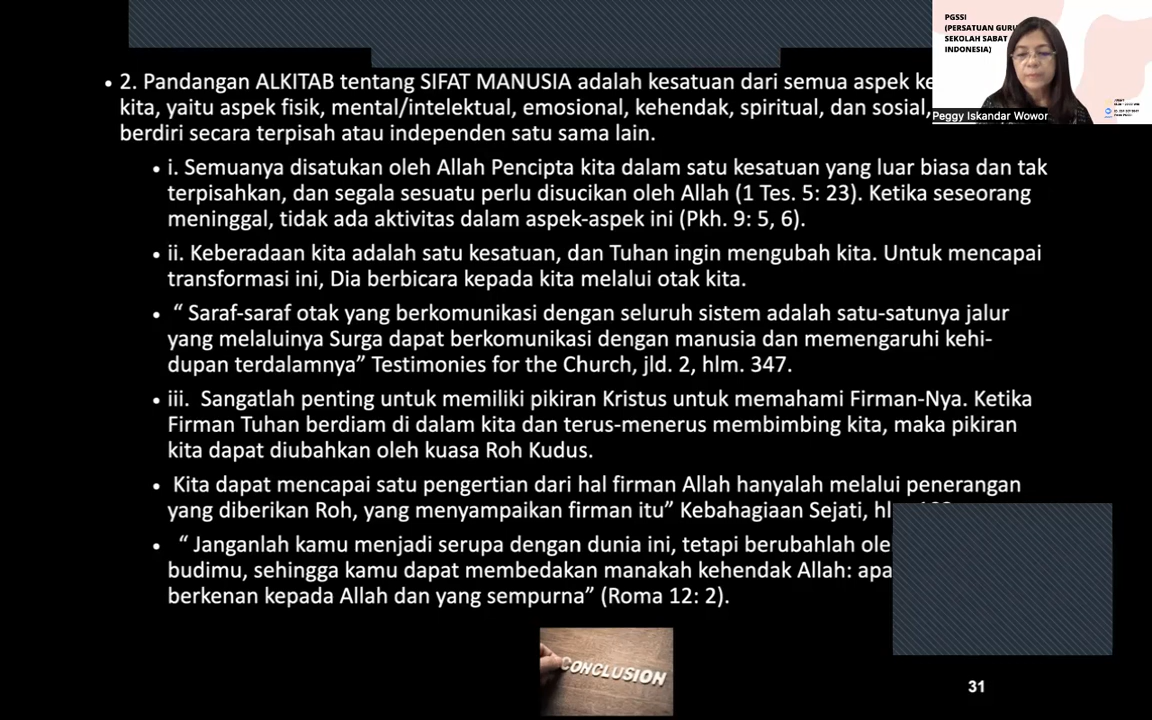 2. Pandangan ALKITAB tentang SIFAT MANUSIA adalah kesatuan dari semua aspek
kita, yaitu aspek fisik, mental/intelektual, emosional, kehendak, spiritual, dan sosial,
berdiri secara terpisah atau independen satu sama lain.
i. Semuanya disatukan oleh Allah Pencipta kita dalam satu kesatuan yang luar biasa dan tak
terpisahkan, dan segala sesuatu perlu disucikan oleh Allah (1 Tes. 5: 23). Ketika seseorang
meninggal, tidak ada aktivitas dalam aspek-aspek ini (Pkh. 9: 5, 6).
ii. Keberadaan kita adalah satu kesatuan, dan Tuhan ingin mengubah kita. Untuk mencapai
transformasi ini, Dia berbicara kepada kita melalui otak kita.
“ Saraf-saraf otak yang berkomunikasi dengan seluruh sistem adalah satu-satunya jalur
yang melaluinya Surga dapat berkomunikasi dengan manusia dan memengaruhi kehi-
dupan terdalamnya” Testimonies for the Church, jld. 2, hlm. 347.
iii. Sangatlah penting untuk memiliki pikiran Kristus untuk memahami Firman-Nya. Ketika
Firman Tuhan berdiam di dalam kita dan terus-menerus membimbing kita, maka pikiran
kita dapat diubahkan oleh kuasa Roh Kudus.
Kita dapat mencapai satu pengertian dari hal firman Allah hanyalah melalui penerangan
yang diberikan Roh, yang menyampaikan firman itu” Kebahagiaan Sejati,
“ Janganlah kamu menjadi serupa dengan dunia ini, tetapi berubahlah
budimu, sehingga kamu dapat membedakan manakah kehendak Allah:
berkenan kepada Allah dan yang sempurna” (Roma 12: 2).
CONCLUSION
31
PGSSI
(PERSATUAN GURU
SEKOLAH SABAT
INDONESIA)
Peggy Iskandar Wowor